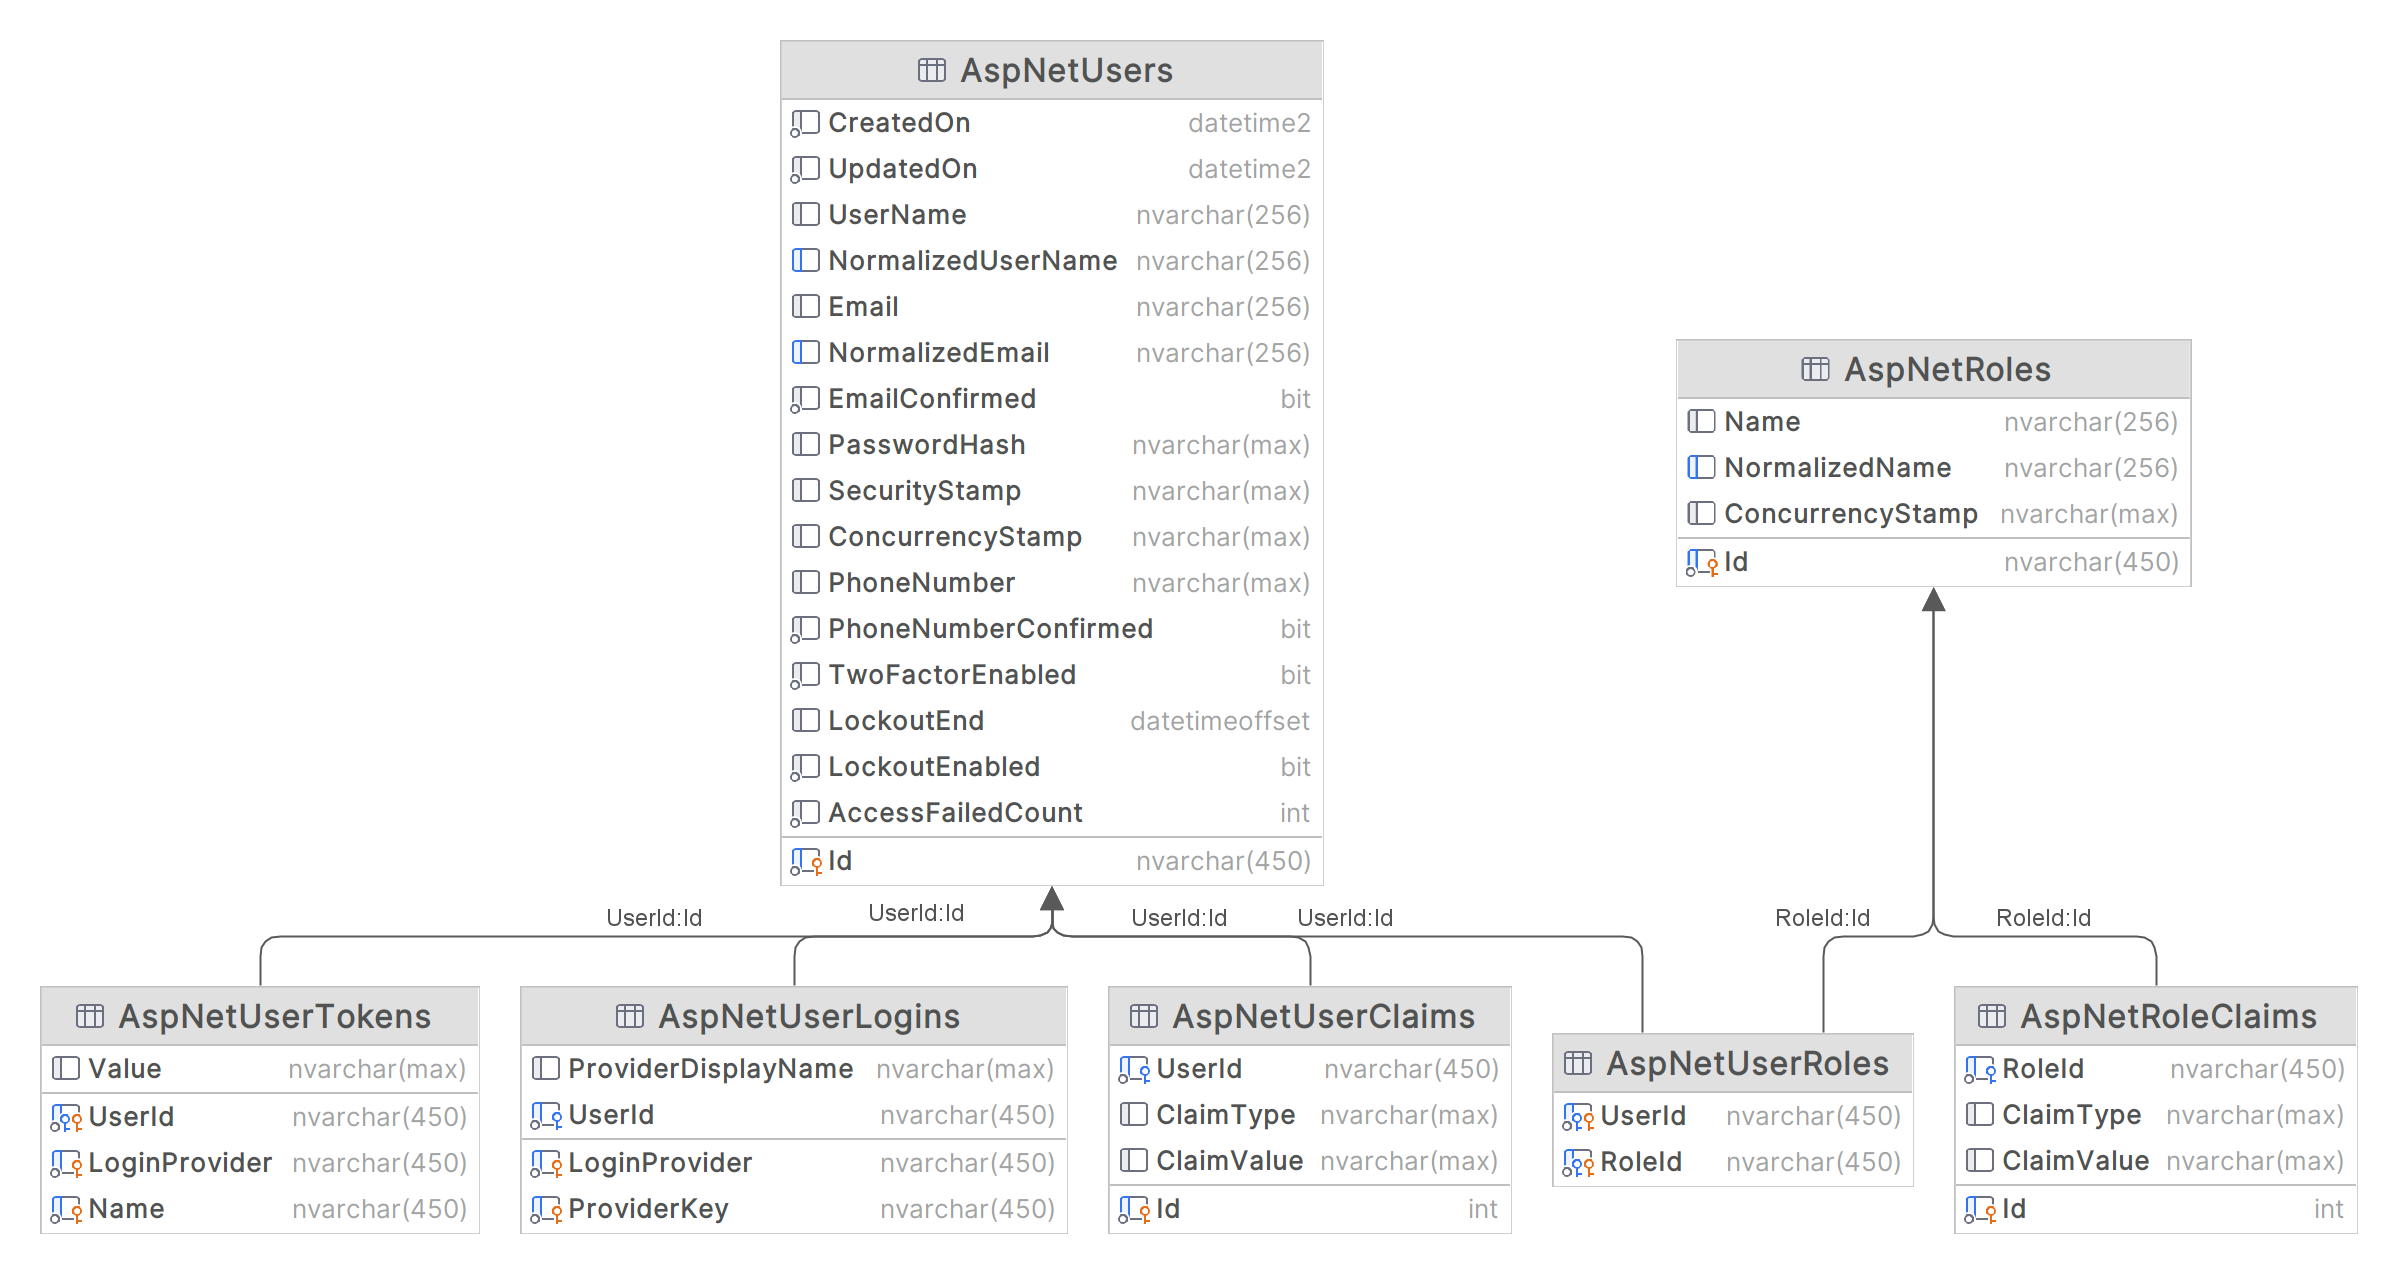 AspNetUsers
CreatedOn datetime2
UpdatedOn datetime2
UserName nvarchar(256)
NormalizedUserName nvarchar(256)
Email nvarchar(256)
NormalizedEmail nvarchar(256)
EmailConfirmed bit
PasswordHash nvarchar(max)
SecurityStamp nvarchar(max)
ConcurrencyStamp nvarchar(max)
PhoneNumber nvarchar(max)
PhoneNumberConfirmed bit
TwoFactorEnabled bit
LockoutEnd datetimeoffset
LockoutEnabled bit
AccessFailedCount int
Id nvarchar(450)
AspNetRoles
Name nvarchar(256)
NormalizedName nvarchar(256)
ConcurrencyStamp nvarchar(max)
Id nvarchar(450)
UserId:Id
UserId:Id
UserId:Id
UserId:Id
RoleId:Id
RoleId:Id
AspNetUserTokens
Value nvarchar(max)
UserId nvarchar(450)
LoginProvider nvarchar(450)
Name nvarchar(450)
AspNetUserLogins
ProviderDisplayName nvarchar(max)
UserId nvarchar(450)
LoginProvider nvarchar(450)
ProviderKey nvarchar(450)
AspNetUserClaims
UserId nvarchar(450)
ClaimType nvarchar(max)
ClaimValue nvarchar(max)
Id int
AspNetUserRoles
UserId nvarchar(450)
RoleId nvarchar(450)
AspNetRoleClaims
RoleId nvarchar(450)
ClaimType nvarchar(max)
ClaimValue nvarchar(max)
Id int